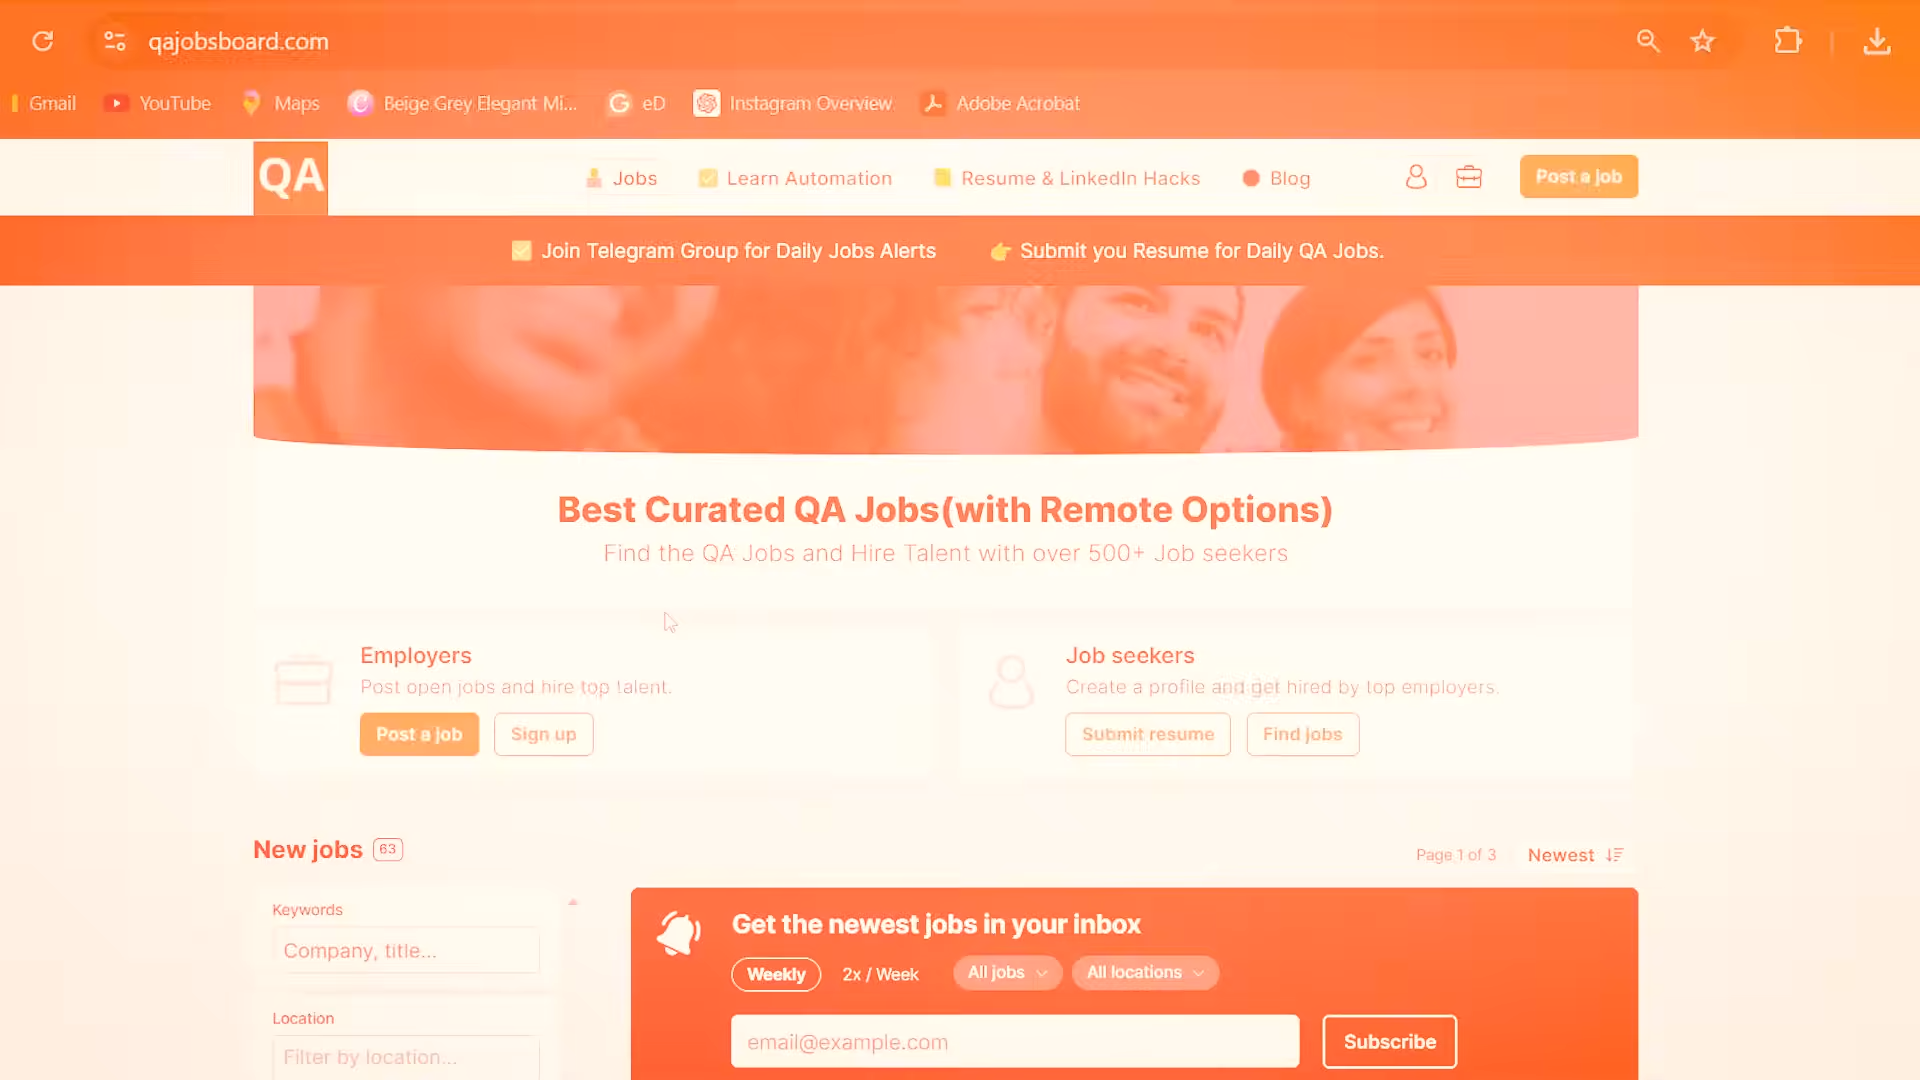 qajobsboard.com
Gmail YouTube Maps Beige Grey Elegant Mi... eD Instagram Overview Adobe Acrobat
QA Jobs Learn Automation Resume & LinkedIn Hacks Blog Post a job
Join Telegram Group for Daily Jobs Alerts Submit you Resume for Daily QA Jobs.
Best Curated QA Jobs(with Remote Options)
Find the QA Jobs and Hire Talent with over 500+ Job seekers
Employers
Post open jobs and hire top talent.
Post a job Sign up
Job seekers
Create a profile and get hired by top employers.
Submit resume Find jobs
New jobs 63
Page 1 of 3 Newest
Keywords
Company, title...
Location
Filter by location...
Get the newest jobs in your inbox
Weekly 2x / Week All jobs All locations
email@example.com Subscribe